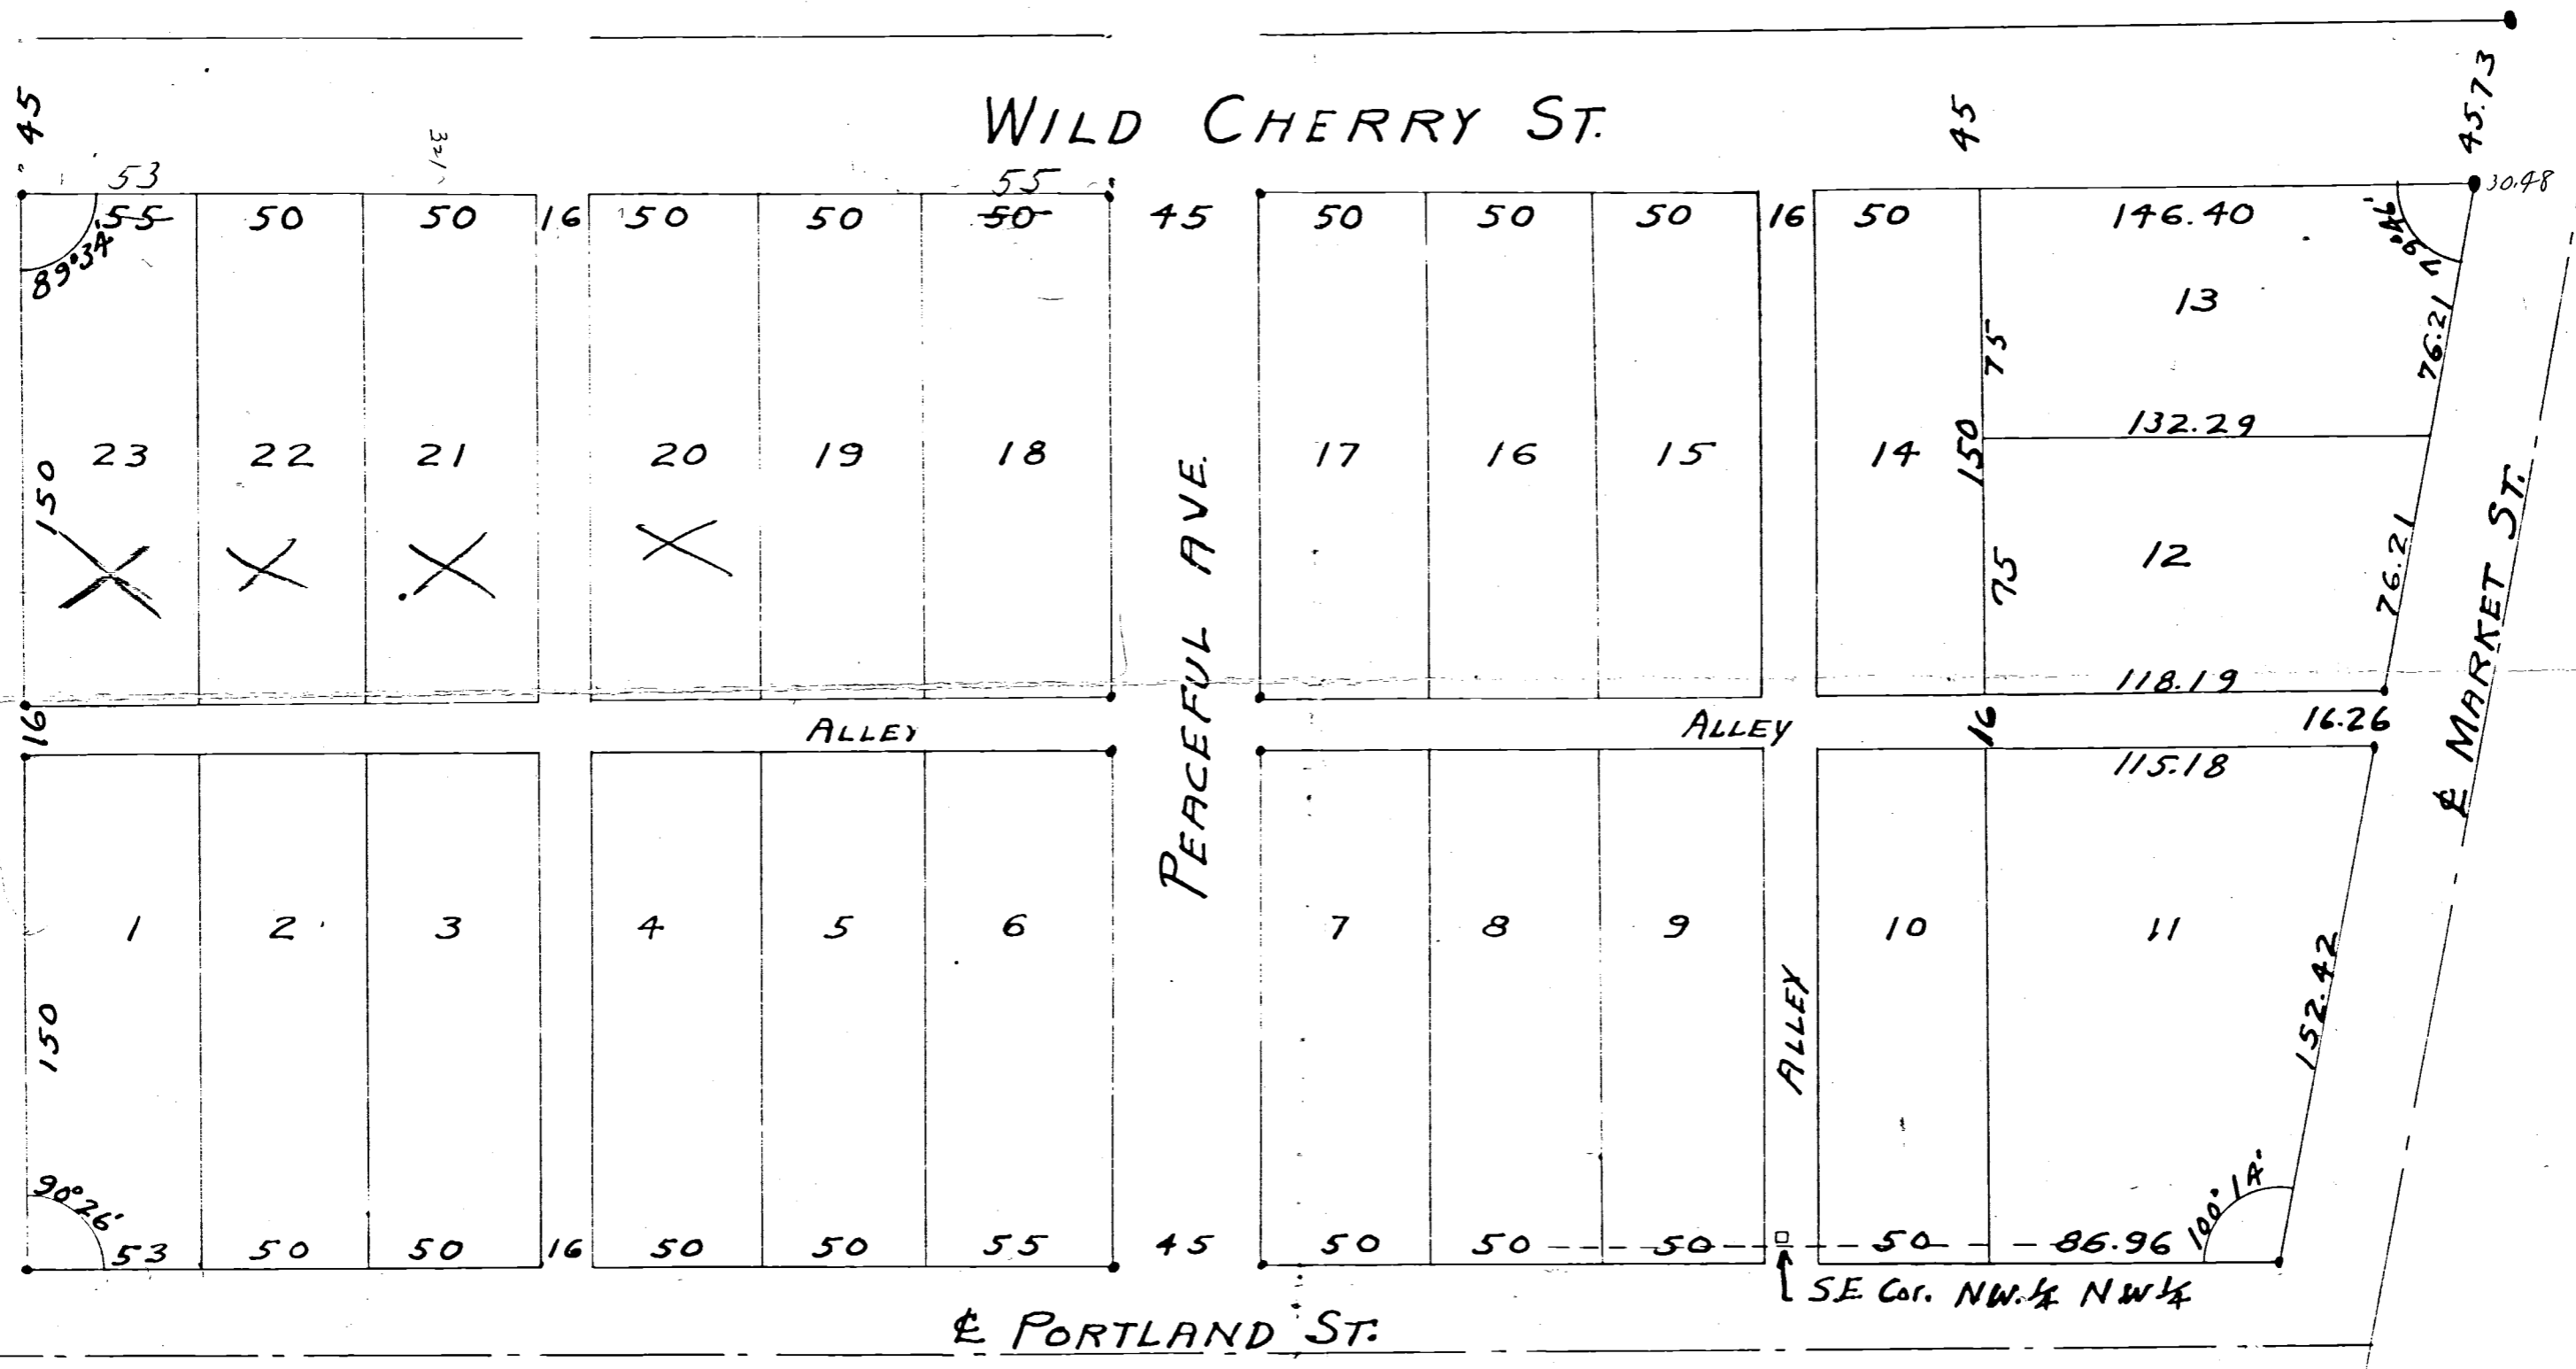 WILD CHERRY ST.
45
45
45.73
53
55
30.48
55 50 50 16 50 50 50 45 50 50 50 16 50 146.40
89°34'
79°46'
13
76.21
75
132.29
23 22 21 20 19 18 17 16 15 14
150
150
12
75
76.21
118.19
PEACEFUL AVE.
₵ MARKET ST.
16
ALLEY
ALLEY
16
16.26
115.18
1 2 3 4 5 6 7 8 9 10 11
150
ALLEY
152.42
90°26'
100°14'
53 50 50 16 50 50 55 45 50 50 50 50 86.96
S.E. Cor. NW.¼ NW¼
₵ PORTLAND ST.